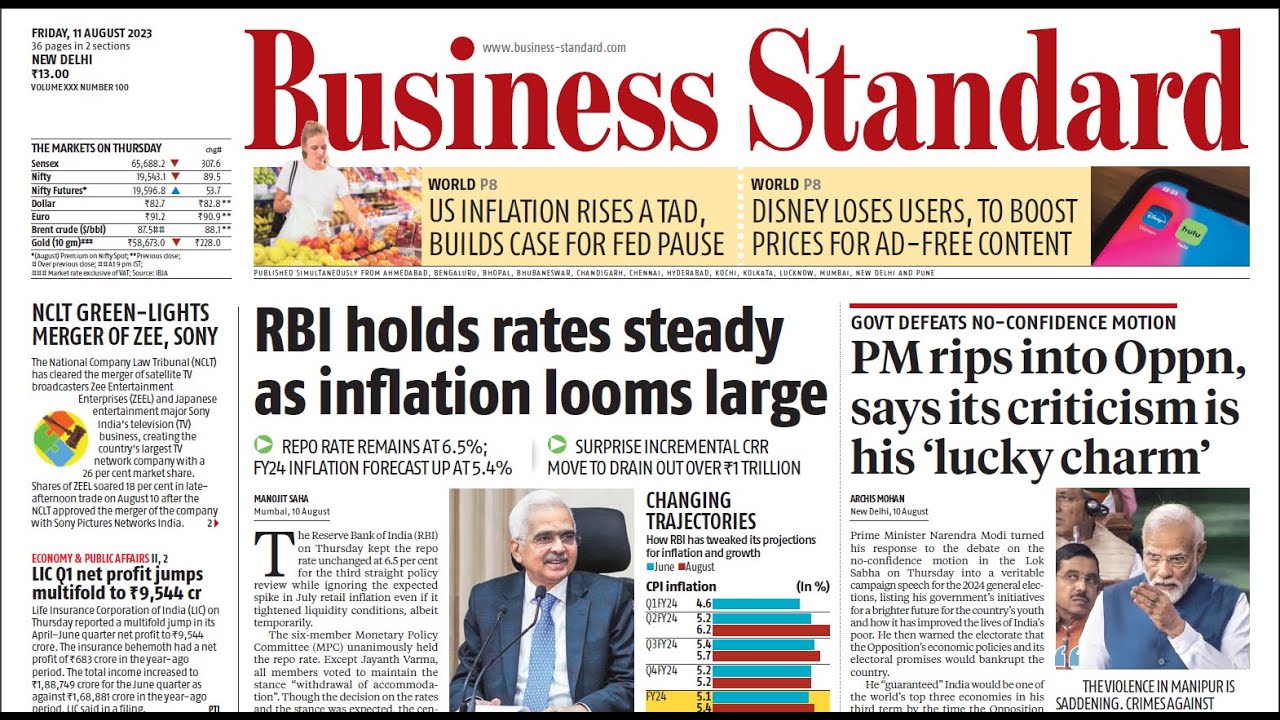 FRIDAY, 11 AUGUST 2023
36 pages in 2 sections
NEW DELHI
₹13.00
VOLUME XXX NUMBER 100
www.business-standard.com
Business Standard
THE MARKETS ON THURSDAY chg#
Sensex 65,688.2 ▼ 307.6
Nifty 19,543.1 ▼ 89.5
Nifty Futures* 19,596.8 ▲ 53.7
Dollar ₹82.7 ₹82.8**
Euro ₹91.2 ₹90.9**
Brent crude ($/bbl) 87.5## 88.1**
Gold (10 gm)### ₹58,673.0 ▼ ₹228.0
*(August) Premium on Nifty Spot; **Previous close;
# Over previous close; ## At 9 pm IST;
### Market rate exclusive of VAT; Source: IBJA
WORLD P8
US INFLATION RISES A TAD,
BUILDS CASE FOR FED PAUSE
WORLD P8
DISNEY LOSES USERS, TO BOOST
PRICES FOR AD-FREE CONTENT
Disney+
hulu
Hulu
PUBLISHED SIMULTANEOUSLY FROM AHMEDABAD, BENGALURU, BHOPAL, BHUBANESWAR, CHANDIGARH, CHENNAI, HYDERABAD, KOCHI, KOLKATA, LUCKNOW, MUMBAI, NEW DELHI AND PUNE
NCLT GREEN-LIGHTS
MERGER OF ZEE, SONY
The National Company Law Tribunal (NCLT)
has cleared the merger of satellite TV
broadcasters Zee Entertainment
Enterprises (ZEEL) and Japanese
entertainment major Sony
India's television (TV)
business, creating the
country's largest TV
network company with a
26 per cent market share.
Shares of ZEEL soared 18 per cent in late-
afternoon trade on August 10 after the
NCLT approved the merger of the company
with Sony Pictures Networks India. 2
ECONOMY & PUBLIC AFFAIRS II, 2
LIC Q1 net profit jumps
multifold to ₹9,544 cr
Life Insurance Corporation of India (LIC) on
Thursday reported a multifold jump in its
April-June quarter net profit to ₹9,544
crore. The insurance behemoth had a net
profit of ₹683 crore in the year-ago
period. The total income increased to
₹1,88,749 crore for the June quarter as
against ₹1,68,881 crore in the year-ago
period, LIC said in a filing. PTI
RBI holds rates steady
as inflation looms large
REPO RATE REMAINS AT 6.5%;
FY24 INFLATION FORECAST UP AT 5.4%
SURPRISE INCREMENTAL CRR
MOVE TO DRAIN OUT OVER ₹1 TRILLION
MANOJIT SAHA
Mumbai, 10 August
The Reserve Bank of India (RBI)
on Thursday kept the repo
rate unchanged at 6.5 per cent
for the third straight policy
review while ignoring the expected
spike in July retail inflation even if it
tightened liquidity conditions, albeit
temporarily.
The six-member Monetary Policy
Committee (MPC) unanimously held
the repo rate. Except Jayanth Varma,
all members voted to maintain the
stance “withdrawal of accommoda-
tion”. Though the decision on the rates
and the stance was expected, the cen-
CHANGING
TRAJECTORIES
How RBI has tweaked its projections
for inflation and growth
June August
CPI inflation (In %)
Q1FY24 4.6
Q2FY24 5.2
6.2
Q3FY24 5.4
5.7
Q4FY24 5.2
5.2
FY24 5.1
5.4
GOVT DEFEATS NO-CONFIDENCE MOTION
PM rips into Oppn,
says its criticism is
his ‘lucky charm’
ARCHIS MOHAN
New Delhi, 10 August
Prime Minister Narendra Modi turned
his response to the debate on the
no-confidence motion in the Lok
Sabha on Thursday into a veritable
campaign speech for the 2024 general elec-
tions, listing his government's initiatives
for a brighter future for the country's youth
and how it has improved the lives of India's
poor. He then warned the electorate that
the Opposition's economic policies and its
electoral promises would bankrupt the
country.
He “guaranteed” India would be one of
the world's top three economies in his
third term by the time the Opposition
“
THE VIOLENCE IN MANIPUR IS
SADDENING. CRIMES AGAINST